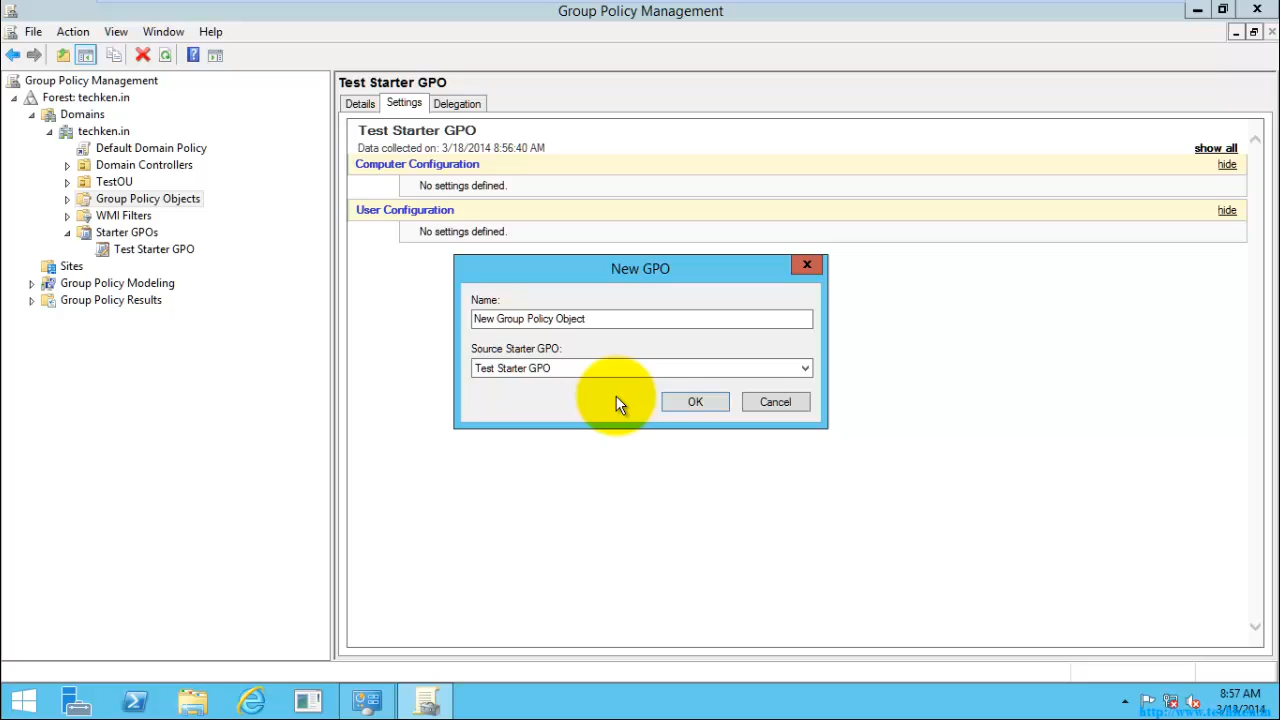 Group Policy Management
File Action View Window Help
Group Policy Management
Forest: techken.in
Domains
techken.in
Default Domain Policy
Domain Controllers
TestOU
Group Policy Objects
WMI Filters
Starter GPOs
Test Starter GPO
Sites
Group Policy Modeling
Group Policy Results
Test Starter GPO
Details Settings Delegation
Test Starter GPO
Data collected on: 3/18/2014 8:56:40 AM
show all
Computer Configuration
hide
No settings defined.
User Configuration
hide
No settings defined.
New GPO
Name:
New Group Policy Object
Source Starter GPO:
Test Starter GPO
OK Cancel
8:57 AM
3/18/2014